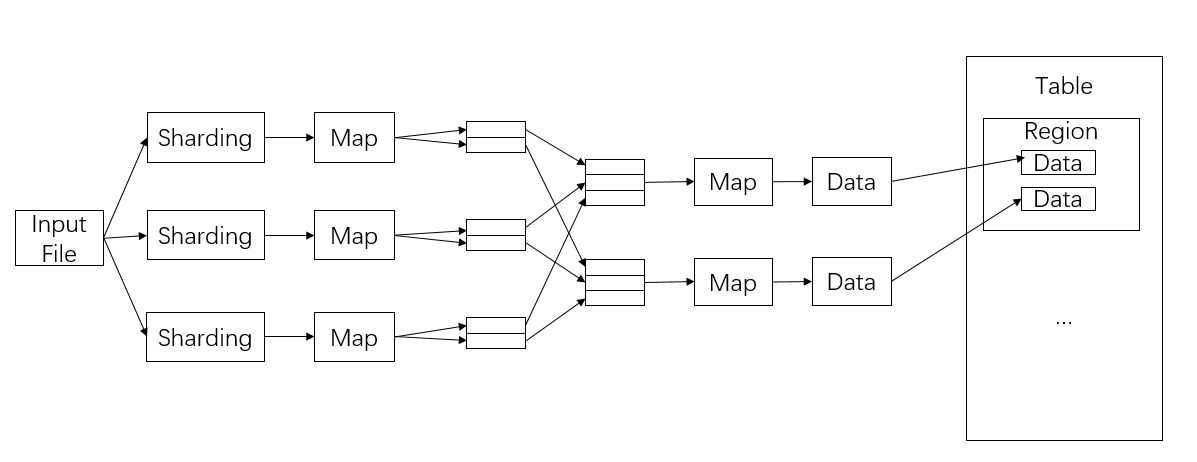 Input
File
Sharding
Map
Sharding
Map
Sharding
Map
Map
Data
Map
Data
Table
Region
Data
Data
...